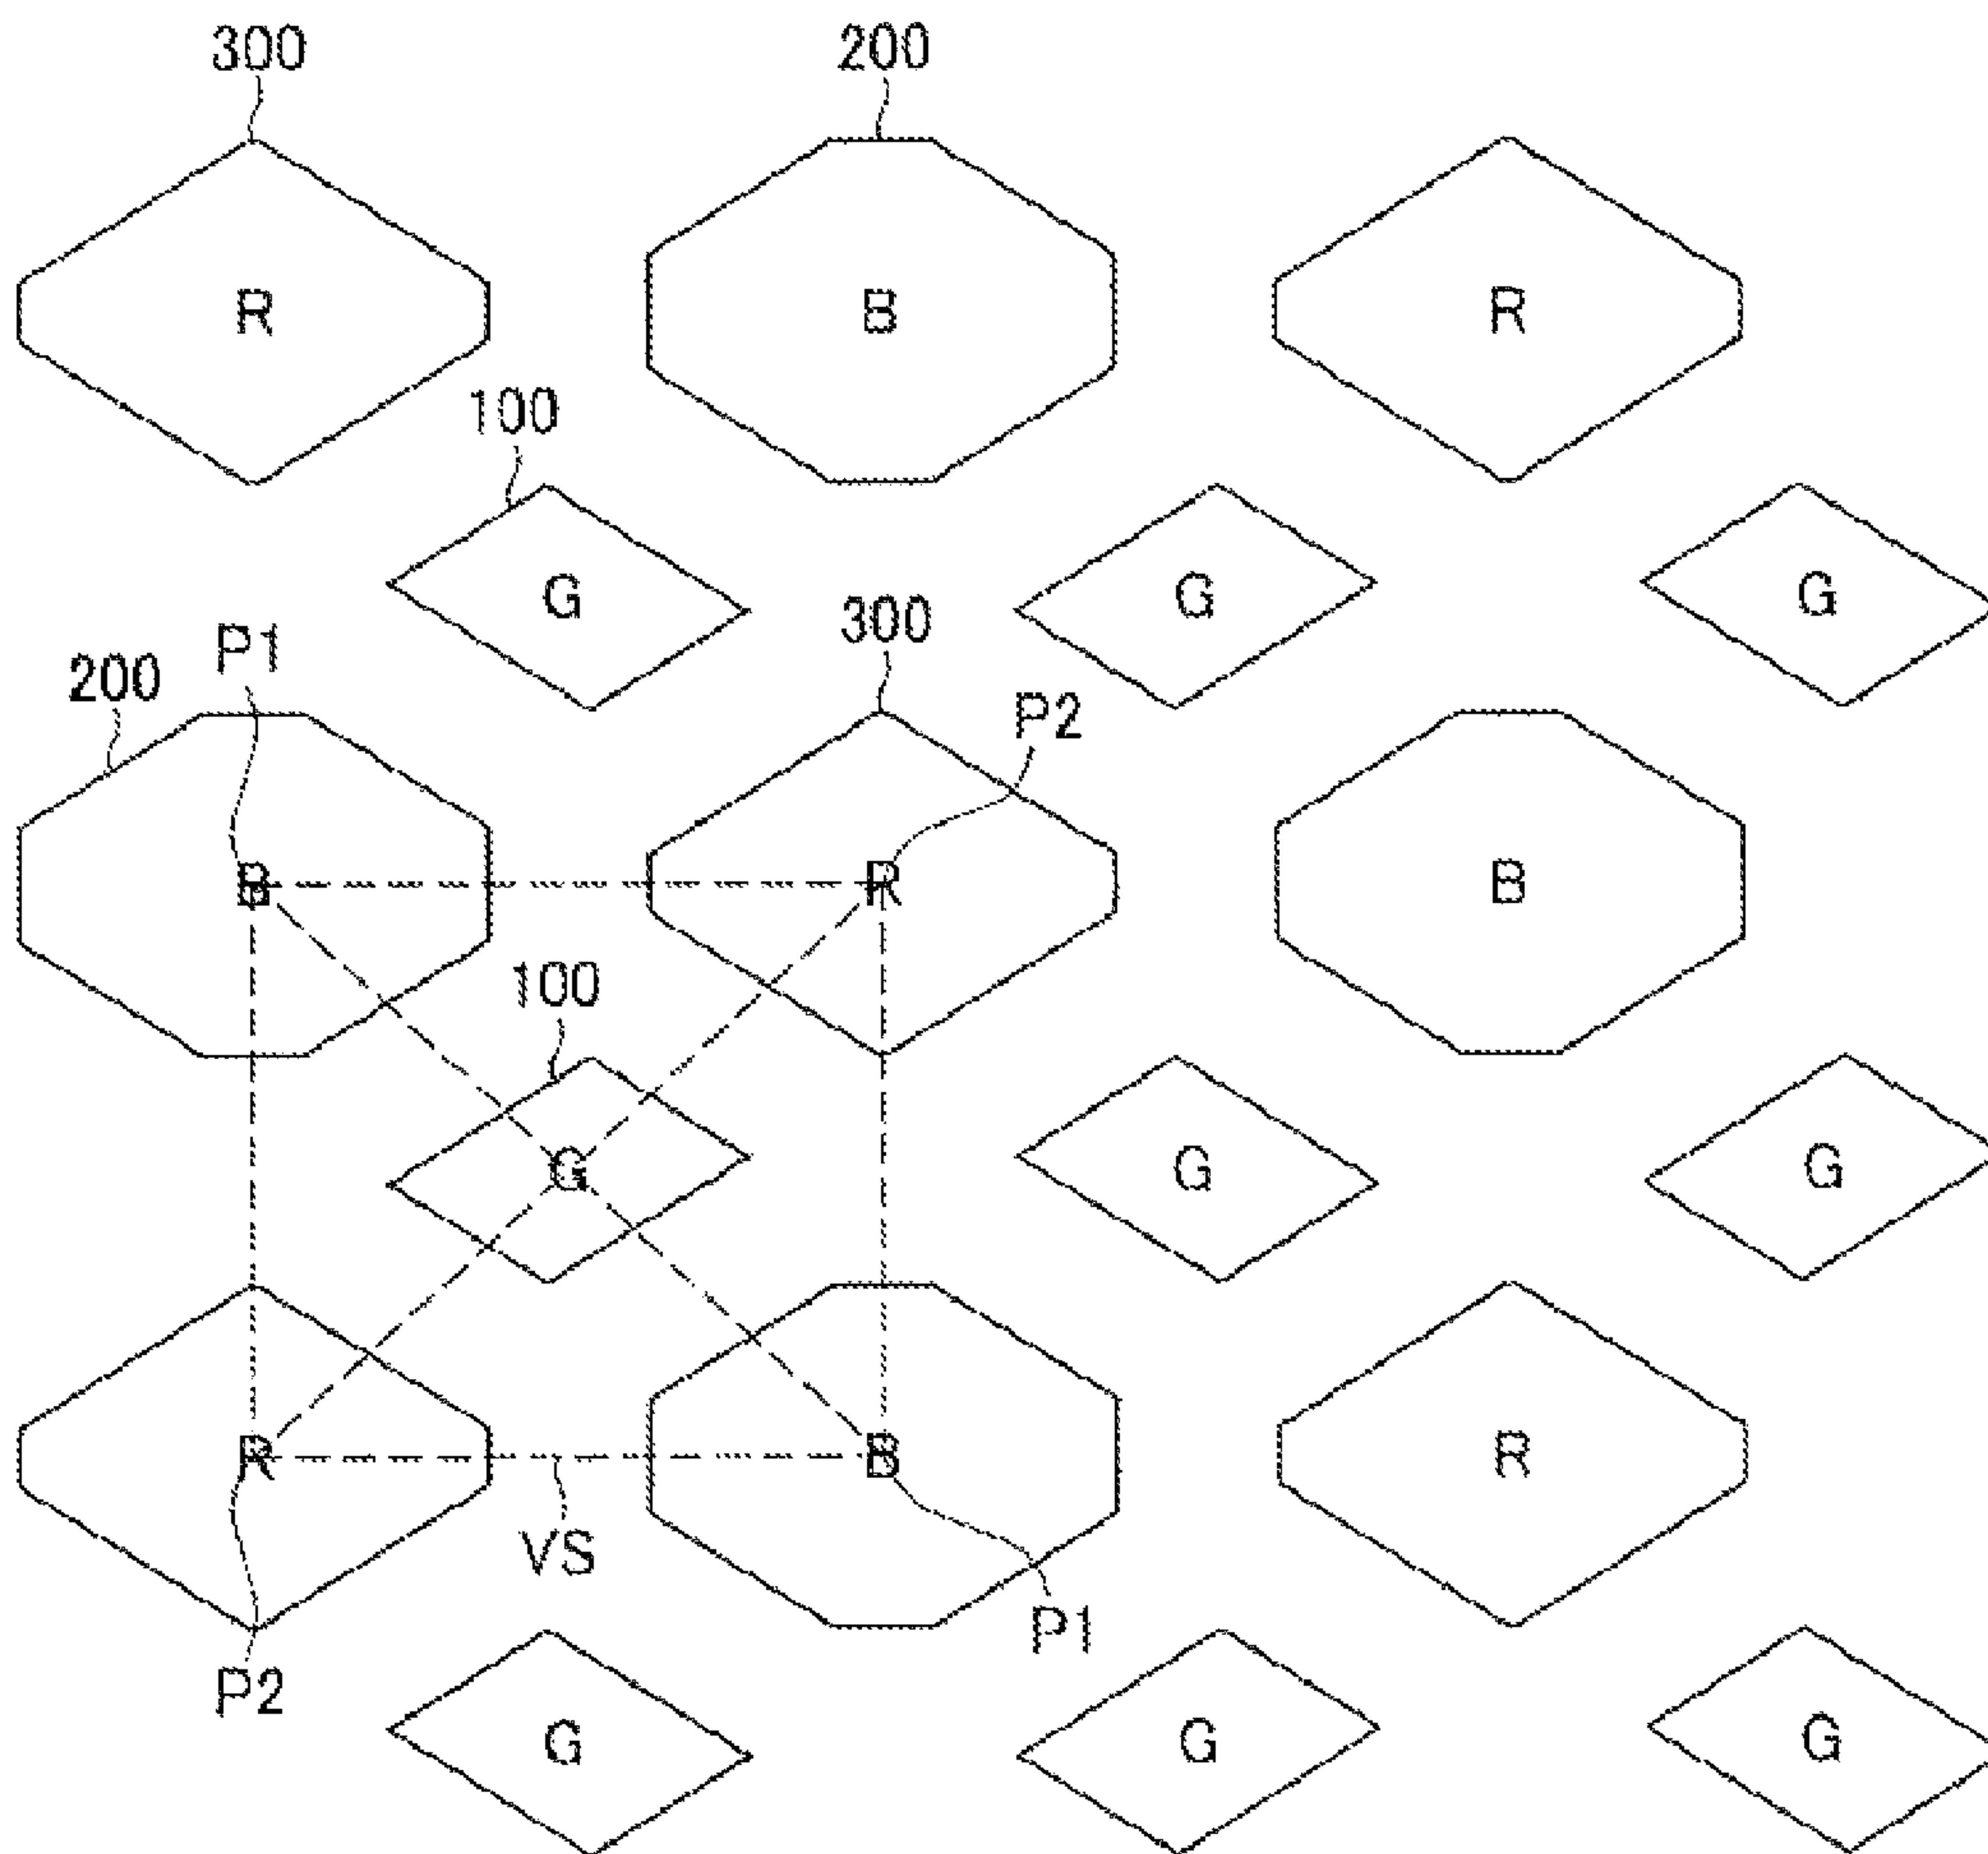 300 200
R B R
100
G G G
P1 300
200 P2
B R B
100
G G G
R B R
VS
P1
P2
G G G